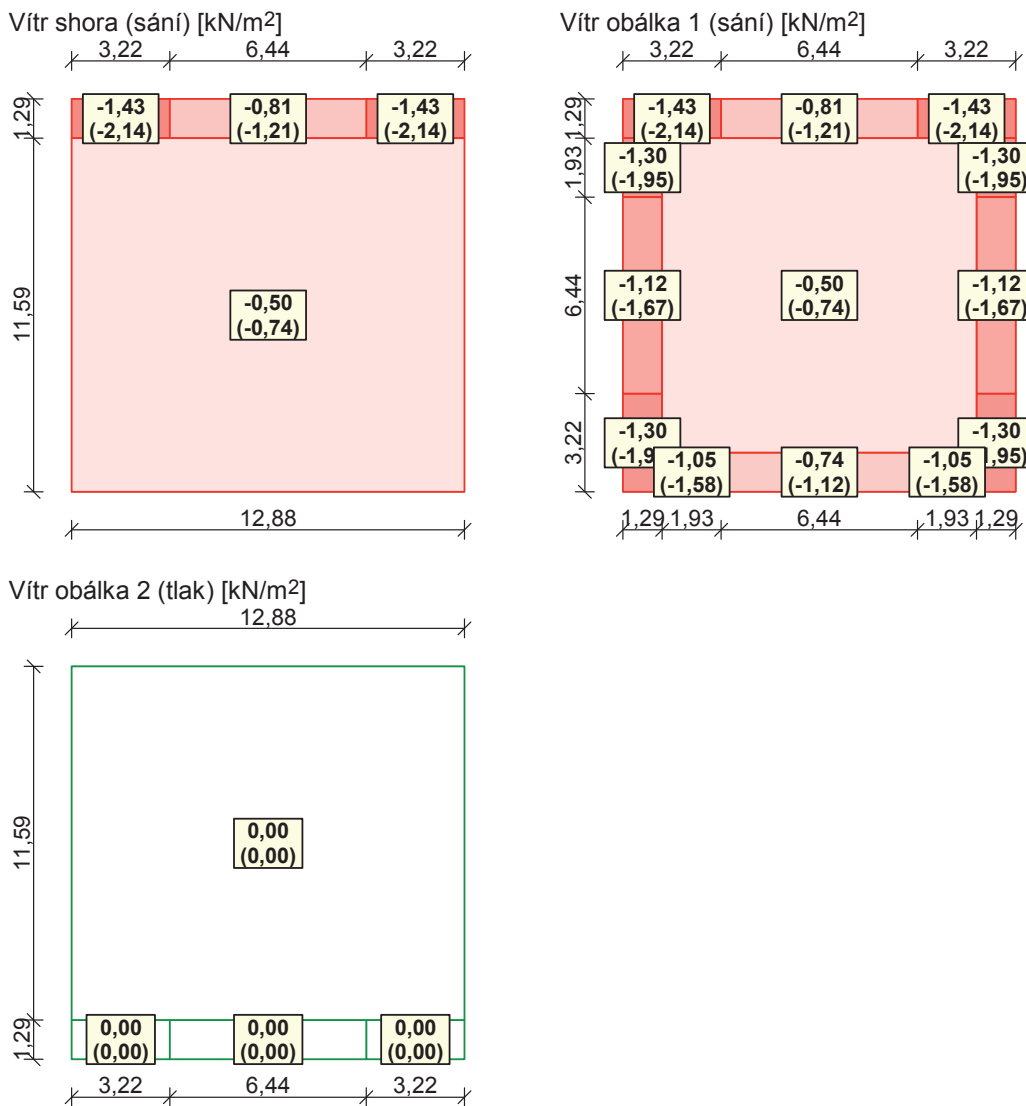 Vítr shora (sání) [kN/m2]
3,22 6,44 3,22
1,29
-1,43 -0,81 -1,43
(-2,14) (-1,21) (-2,14)
11,59
-0,50
(-0,74)
12,88
Vítr obálka 1 (sání) [kN/m2]
3,22 6,44 3,22
1,29
-1,43 -0,81 -1,43
(-2,14) (-1,21) (-2,14)
1,93
-1,30 -1,30
(-1,95) (-1,95)
6,44
-1,12 -0,50 -1,12
(-1,67) (-0,74) (-1,67)
3,22
-1,30 -1,30
(-1,9 1,95)
-1,05 -0,74 -1,05
(-1,58) (-1,12) (-1,58)
1,29 1,93 6,44 1,93 1,29
Vítr obálka 2 (tlak) [kN/m2]
12,88
11,59
0,00
(0,00)
1,29
0,00 0,00 0,00
(0,00) (0,00) (0,00)
3,22 6,44 3,22